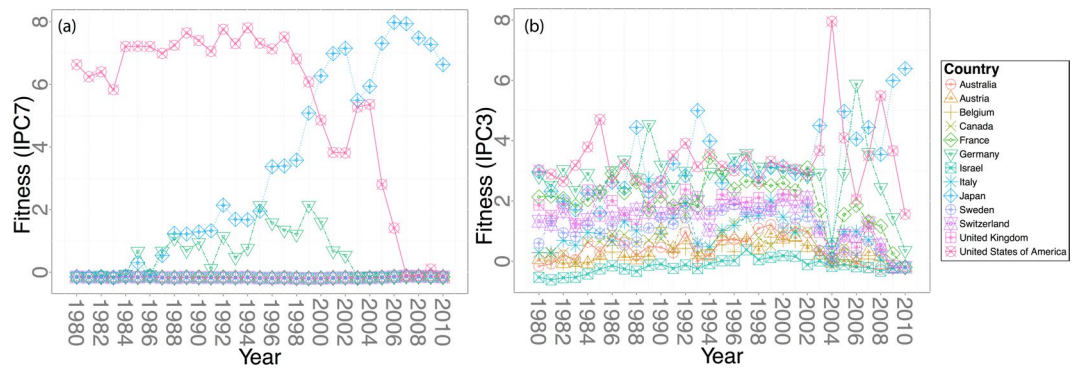 (a)
Fitness (IPC7)
8
6
4
2
0
1980
1982
1984
1986
1988
1990
1992
1994
1996
1998
2000
2002
2004
2006
2008
2010
Year
(b)
Fitness (IPC3)
8
6
4
2
0
1980
1982
1984
1986
1988
1990
1992
1994
1996
1998
2000
2002
2004
2006
2008
2010
Year
Country
Australia
Austria
Belgium
Canada
France
Germany
Israel
Italy
Japan
Sweden
Switzerland
United Kingdom
United States of America